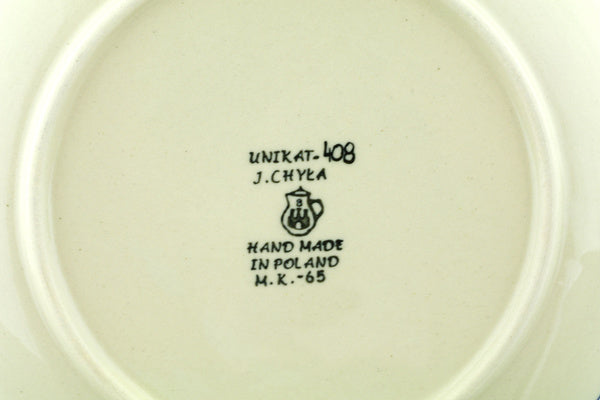 UNIKAT-408
J. CHYŁA
HAND MADE
IN POLAND
M.K.-65